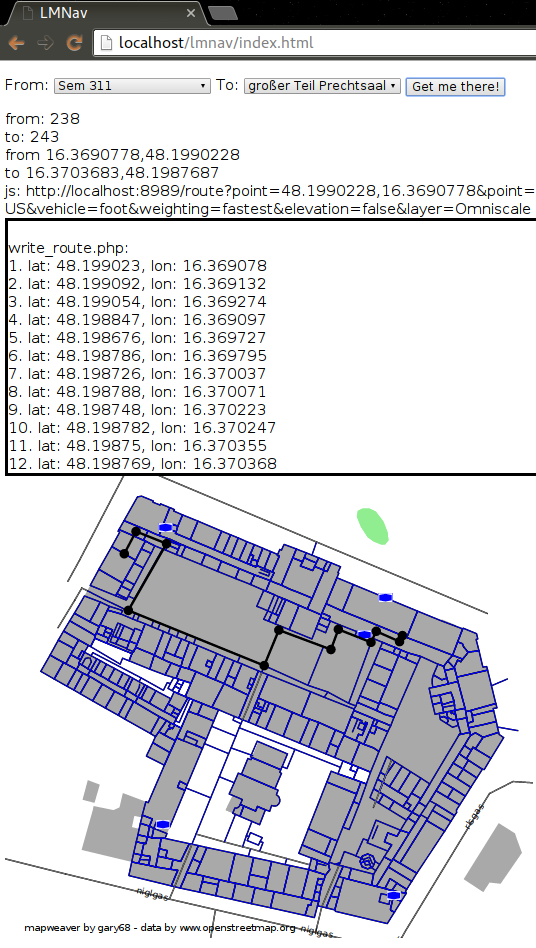 LMNav
localhost/lmnav/index.html
From: Sem 311 To: großer Teil Prechtsaal Get me there!
from: 238
to: 243
from 16.3690778,48.1990228
to 16.3703683,48.1987687
js: http://localhost:8989/route?point=48.1990228,16.3690778&point=
US&vehicle=foot&weighting=fastest&elevation=false&layer=Omniscale
write_route.php:
1. lat: 48.199023, lon: 16.369078
2. lat: 48.199092, lon: 16.369132
3. lat: 48.199054, lon: 16.369274
4. lat: 48.198847, lon: 16.369097
5. lat: 48.198676, lon: 16.369727
6. lat: 48.198786, lon: 16.369795
7. lat: 48.198726, lon: 16.370037
8. lat: 48.198788, lon: 16.370071
9. lat: 48.198748, lon: 16.370223
10. lat: 48.198782, lon: 16.370247
11. lat: 48.19875, lon: 16.370355
12. lat: 48.198769, lon: 16.370368
risgas
niglgas
niglgas
mapweaver by gary68 - data by www.openstreetmap.org